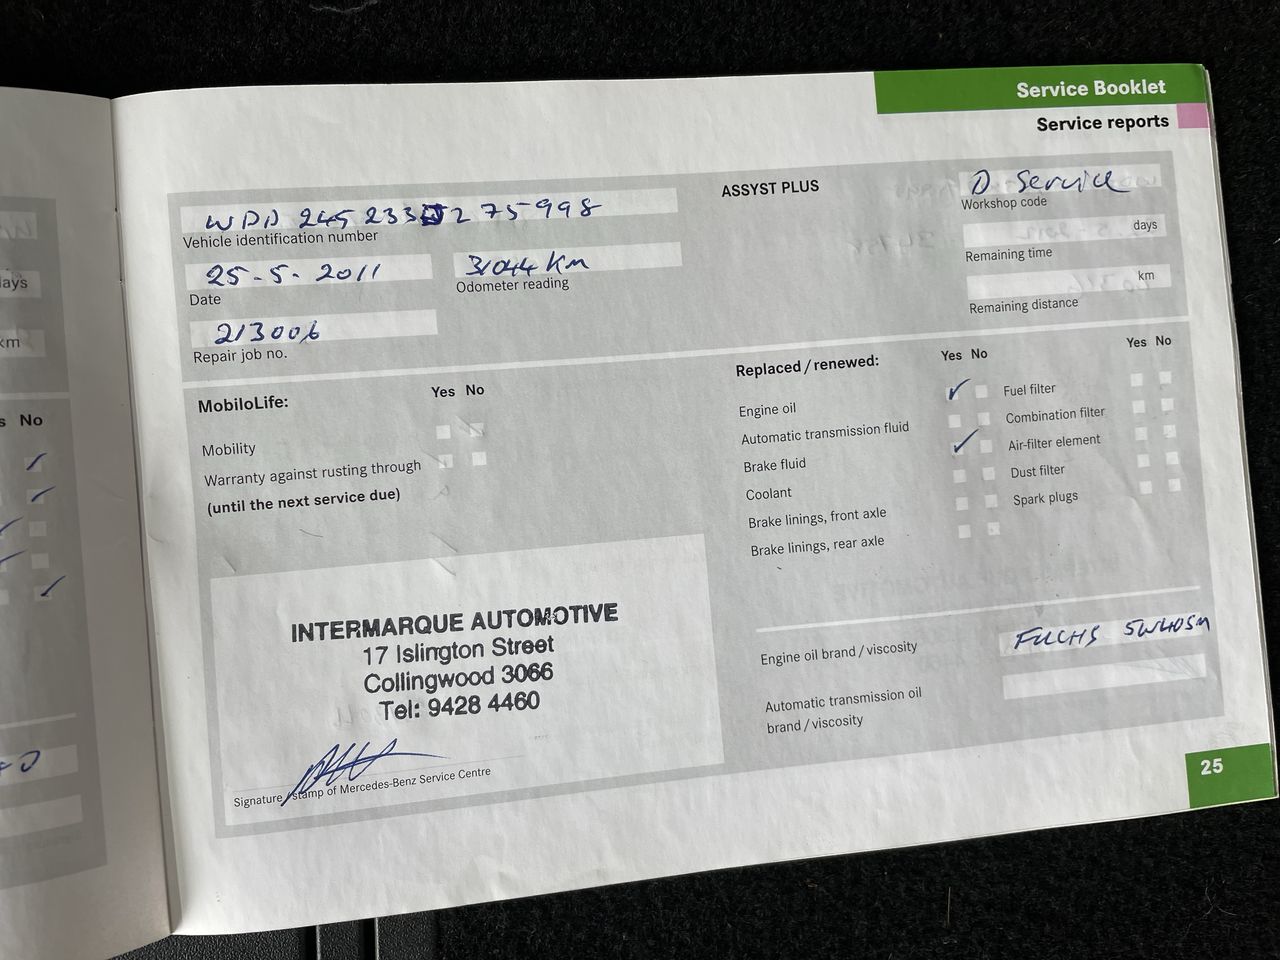 Service Booklet
Service reports
WDD 245 233 J 275998
Vehicle identification number
25-5-2011
Date
31044 Km
Odometer reading
213006
Repair job no.
ASSYST PLUS
D Service
Workshop code
days
Remaining time
km
Remaining distance
MobiloLife:
Yes No
Mobility
Warranty against rusting through
(until the next service due)
Replaced / renewed:
Yes No
Engine oil
Automatic transmission fluid
Brake fluid
Coolant
Brake linings, front axle
Brake linings, rear axle
Yes No
Fuel filter
Combination filter
Air-filter element
Dust filter
Spark plugs
INTERMARQUE AUTOMOTIVE
17 Islington Street
Collingwood 3066
Tel: 9428 4460
Signature / stamp of Mercedes-Benz Service Centre
Engine oil brand / viscosity
FUCHS 5W40SM
Automatic transmission oil
brand / viscosity
25
ays
km
s No